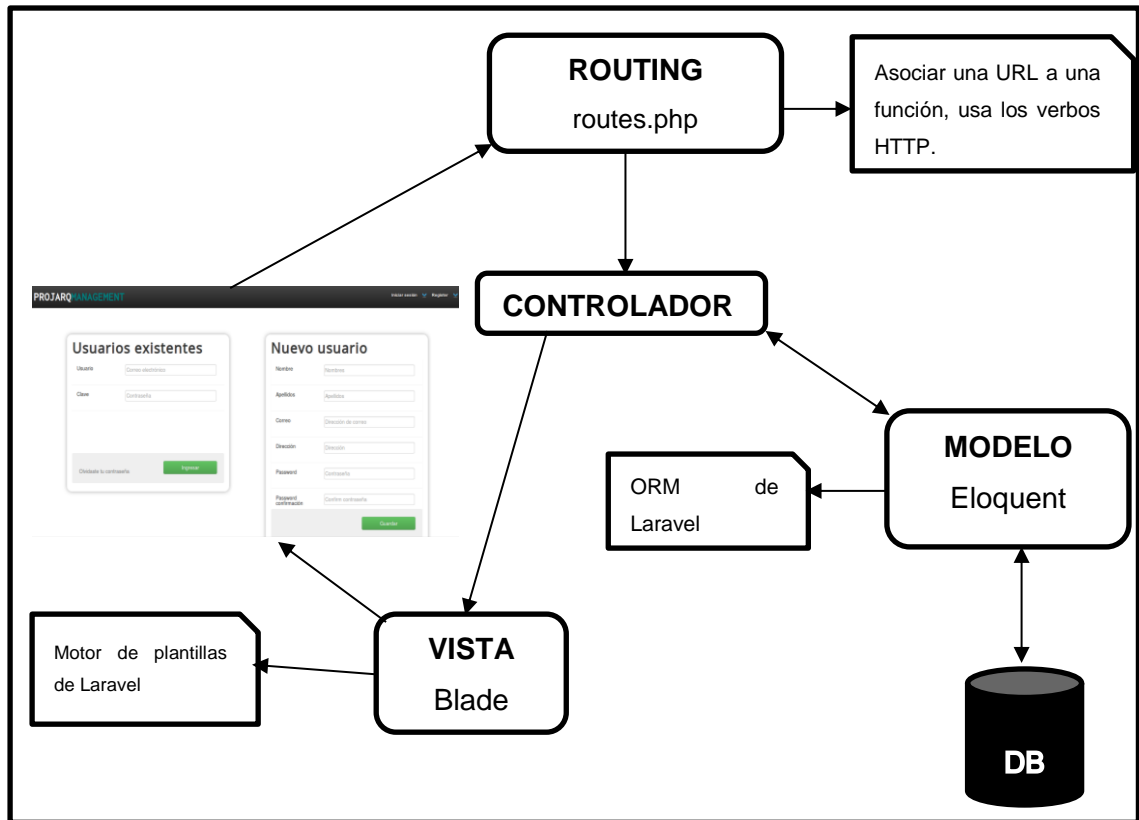 ROUTING
routes.php
Asociar una URL a una
función, usa los verbos
HTTP.
CONTROLADOR
PROJARQMANAGEMENT
Iniciar sesión
Register
Usuarios existentes
Usuario
Correo electrónico
Clave
Contraseña
Olvidaste tu contraseña
Ingresar
Nuevo usuario
Nombre
Nombres
Apellidos
Apellidos
Correo
Dirección de correo
Dirección
Dirección
Password
Contraseña
Password
confirmación
Confirm contraseña
Guardar
MODELO
Eloquent
ORM de
Laravel
VISTA
Blade
Motor de plantillas
de Laravel
DB